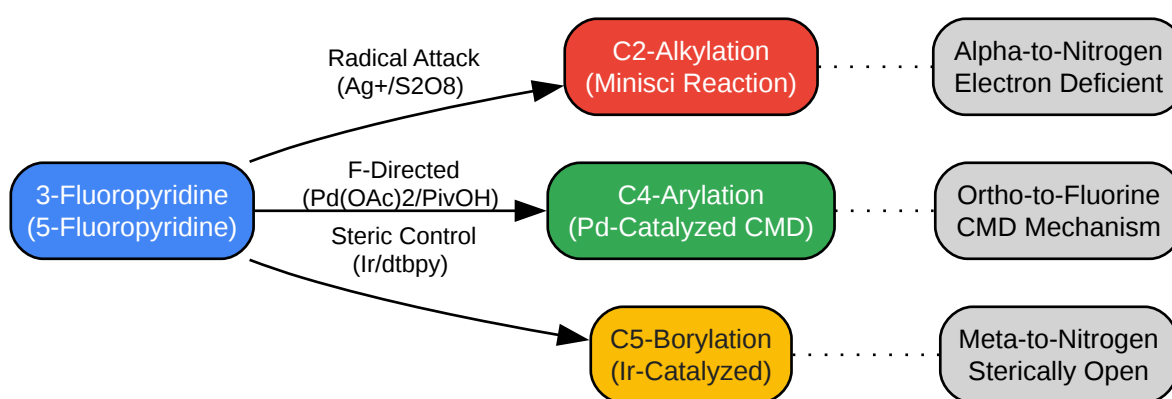 Radical Attack
(Ag+/S2O8)
C2-Alkylation
(Minisci Reaction)
Alpha-to-Nitrogen
Electron Deficient
3-Fluoropyridine
(5-Fluoropyridine)
F-Directed
(Pd(OAc)2/PivOH)
C4-Arylation
(Pd-Catalyzed CMD)
Ortho-to-Fluorine
CMD Mechanism
Steric Control
(Ir/dtbpy)
C5-Borylation
(Ir-Catalyzed)
Meta-to-Nitrogen
Sterically Open